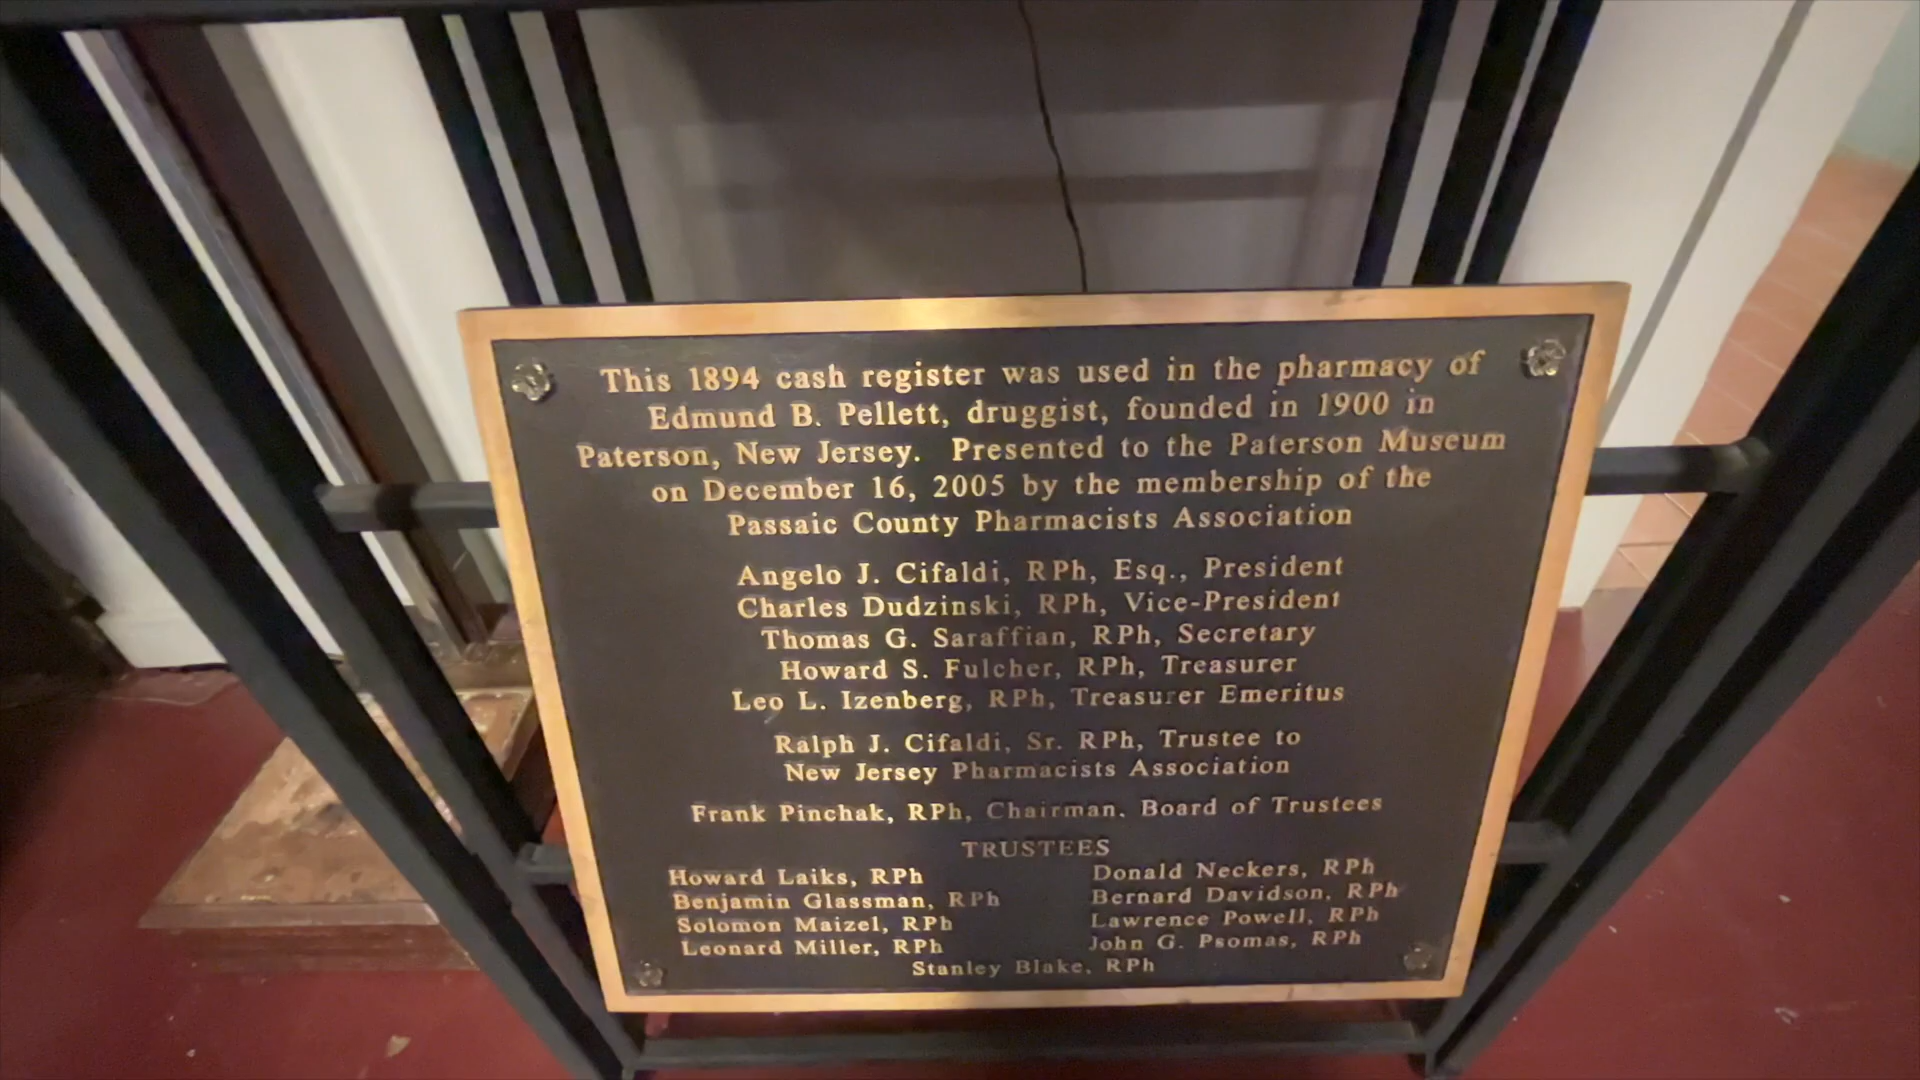 This 1894 cash register was used in the pharmacy of
Edmund B. Pellett, druggist, founded in 1900 in
Paterson, New Jersey. Presented to the Paterson Museum
on December 16, 2005 by the membership of the
Passaic County Pharmacists Association
Angelo J. Cifaldi, RPh, Esq., President
Charles Dudzinski, RPh, Vice-President
Thomas G. Saraffian, RPh, Secretary
Howard S. Fulcher, RPh, Treasurer
Leo L. Izenberg, RPh, Treasurer Emeritus
Ralph J. Cifaldi, Sr. RPh, Trustee to
New Jersey Pharmacists Association
Frank Pinchak, RPh, Chairman. Board of Trustees
TRUSTEES
Howard Laiks, RPh
Benjamin Glassman, RPh
Solomon Maizel, RPh
Leonard Miller, RPh
Donald Neckers, RPh
Bernard Davidson, RPh
Lawrence Powell, RPh
John G. Psomas, RPh
Stanley Blake, RPh